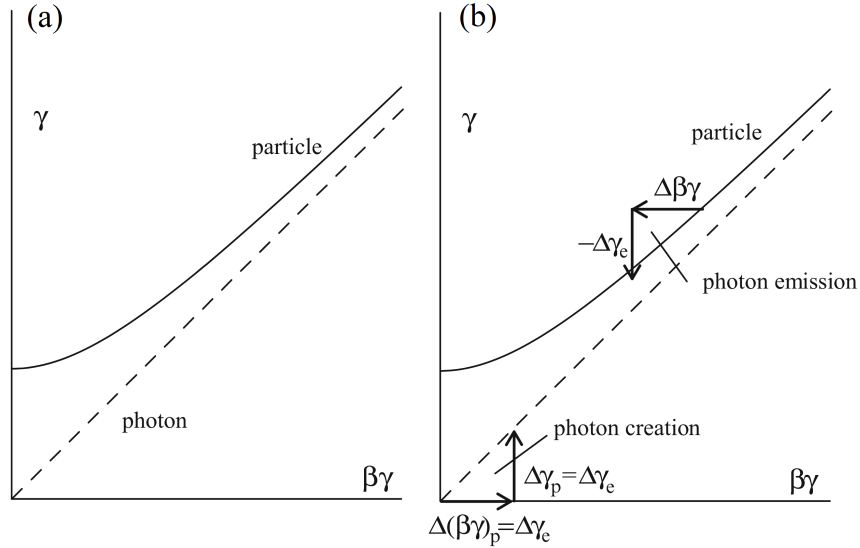 (a)
γ
particle
photon
βγ
(b)
γ
particle
Δβγ
−Δγe
photon emission
photon creation
Δγp=Δγe
βγ
Δ(βγ)p=Δγe